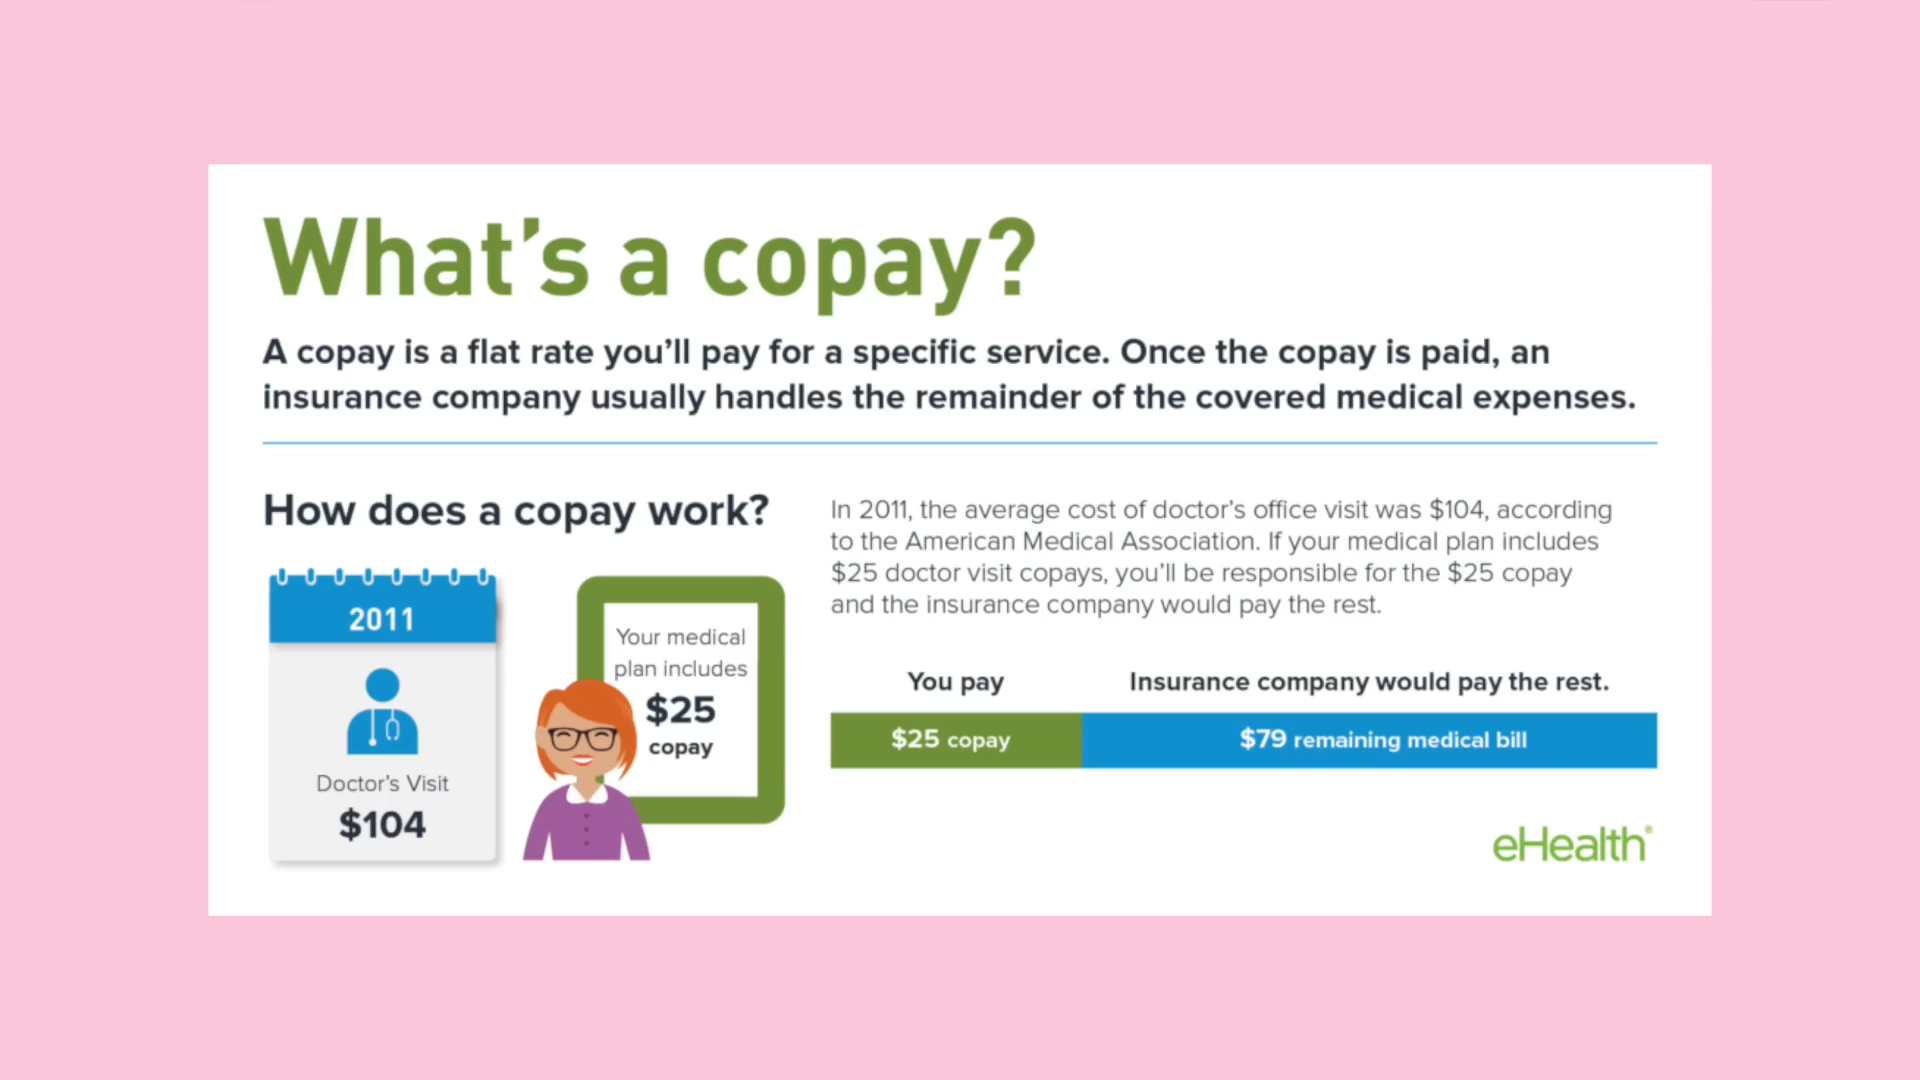 What's a copay?
A copay is a flat rate you'll pay for a specific service. Once the copay is paid, an
insurance company usually handles the remainder of the covered medical expenses.
How does a copay work?
2011
Doctor's Visit
$104
Your medical
plan includes
$25
copay
In 2011, the average cost of doctor's office visit was $104, according
to the American Medical Association. If your medical plan includes
$25 doctor visit copays, you'll be responsible for the $25 copay
and the insurance company would pay the rest.
You pay
Insurance company would pay the rest.
$25 copay
$79 remaining medical bill
eHealth®